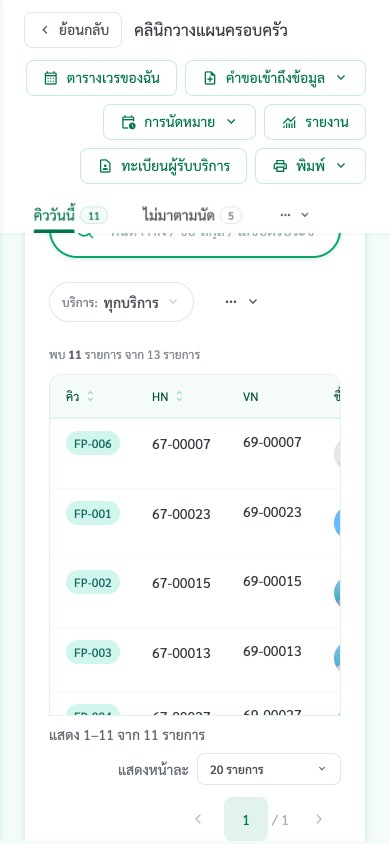 ย้อนกลับ คลินิกวางแผนครอบครัว
ตารางเวรของฉัน คำขอเข้าถึงข้อมูล
การนัดหมาย รายงาน
ทะเบียนผู้รับบริการ พิมพ์
คิววันนี้ 11 ไม่มาตามนัด 5 ...
บริการ: ทุกบริการ ...
พบ 11 รายการ จาก 13 รายการ
คิว HN VN
FP-006 67-00007 69-00007
FP-001 67-00023 69-00023
FP-002 67-00015 69-00015
FP-003 67-00013 69-00013
แสดง 1–11 จาก 11 รายการ
แสดงหน้าละ 20 รายการ
1 / 1